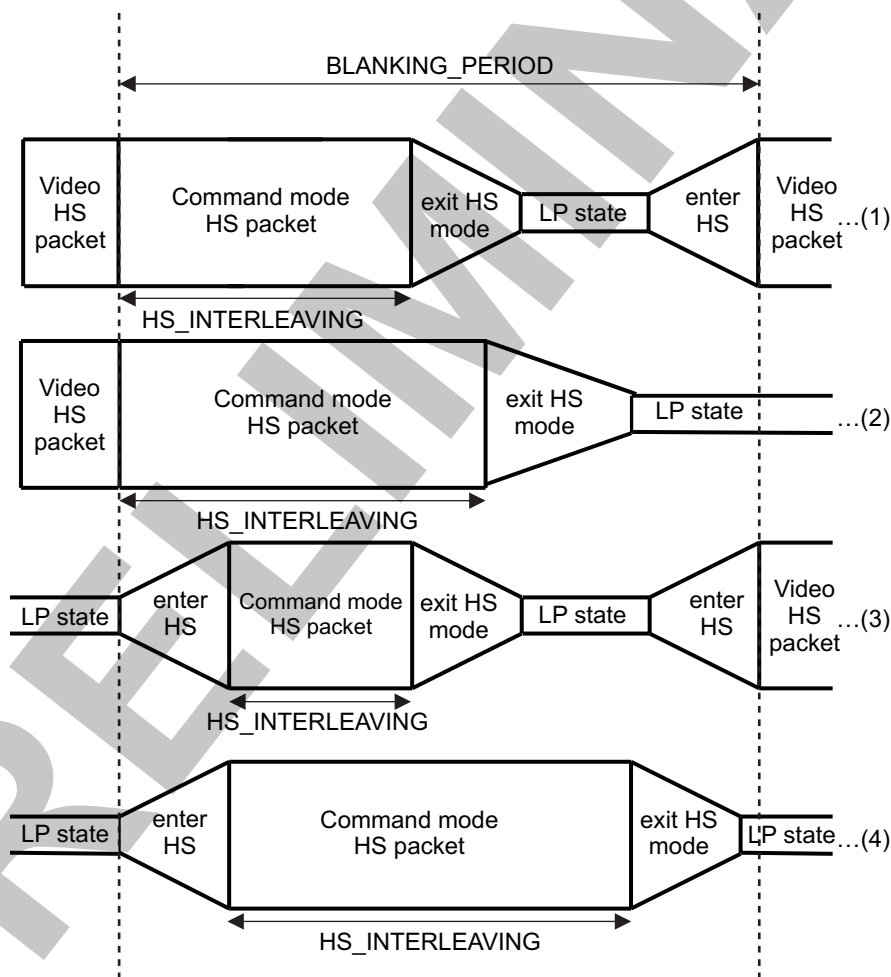 BLANKING_PERIOD
Video
HS
packet
Command mode
HS packet
exit HS
mode
LP state
enter
HS
Video
HS
packet
...(1)
HS_INTERLEAVING
Video
HS
packet
Command mode
HS packet
exit HS
mode
LP state
...(2)
HS_INTERLEAVING
LP state
enter
HS
Command mode
HS packet
exit HS
mode
LP state
enter
HS
Video
HS
packet
...(3)
HS_INTERLEAVING
LP state
enter
HS
Command mode
HS packet
exit HS
mode
LP state
...(4)
HS_INTERLEAVING
RELIMINA